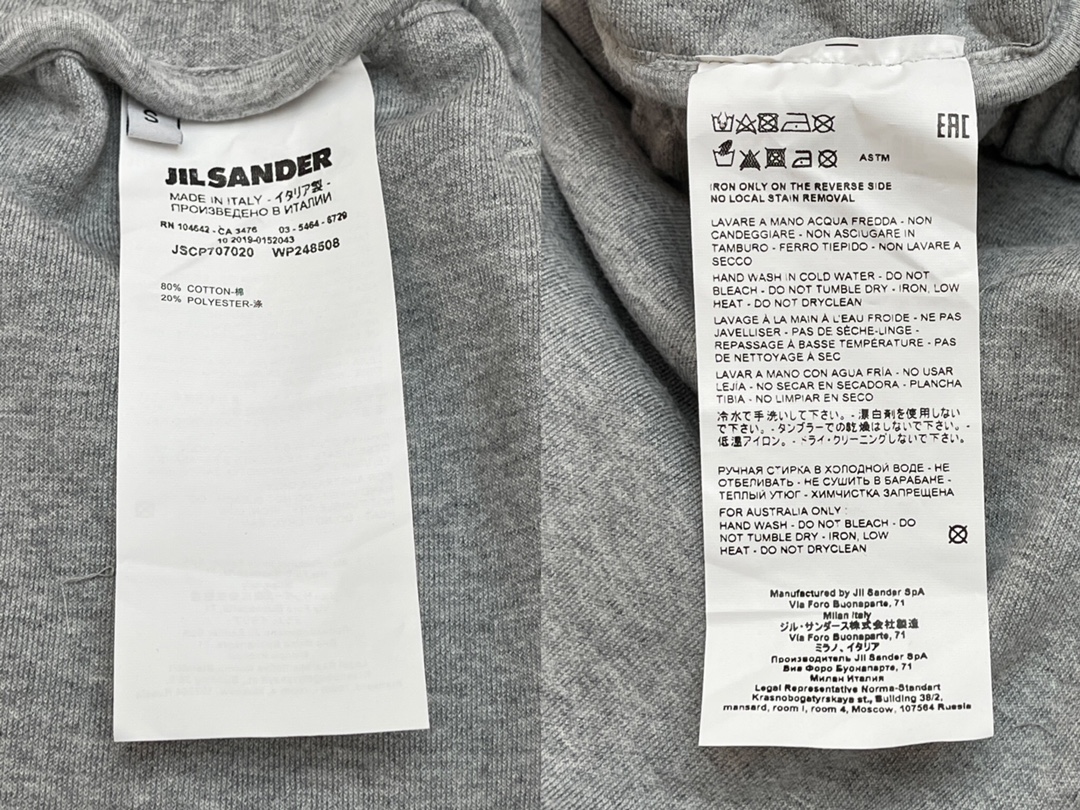 S
JIL SANDER
MADE IN ITALY - イタリア製 -
ПРОИЗВЕДЕНО В ИТАЛИИ
RN 104642 - CA 3476 03 - 5464 - 6729
10 2019-0152043
JSCP707020 WP248508
80% COTTON-棉
20% POLYESTER-涤
EAC
ASTM
IRON ONLY ON THE REVERSE SIDE
NO LOCAL STAIN REMOVAL
LAVARE A MANO ACQUA FREDDA - NON
CANDEGGIARE - NON ASCIUGARE IN
TAMBURO - FERRO TIEPIDO - NON LAVARE A
SECCO
HAND WASH IN COLD WATER - DO NOT
BLEACH - DO NOT TUMBLE DRY - IRON, LOW
HEAT - DO NOT DRYCLEAN
LAVAGE À LA MAIN À L'EAU FROIDE - NE PAS
JAVELLISER - PAS DE SÈCHE-LINGE -
REPASSAGE À BASSE TEMPÉRATURE - PAS
DE NETTOYAGE À SEC
LAVAR A MANO CON AGUA FRÍA - NO USAR
LEJÍA - NO SECAR EN SECADORA - PLANCHA
TIBIA - NO LIMPIAR EN SECO
冷水で手洗いして下さい。- 漂白剤を使用しない
で下さい。- タンブラーでの乾燥はしないで下さい。-
低温アイロン。- ドライ・クリーニングしないで下さい。
РУЧНАЯ СТИРКА В ХОЛОДНОЙ ВОДЕ - НЕ
ОТБЕЛИВАТЬ - НЕ СУШИТЬ В БАРАБАНЕ -
ТЕПЛЫЙ УТЮГ - ХИМЧИСТКА ЗАПРЕЩЕНА
FOR AUSTRALIA ONLY :
HAND WASH - DO NOT BLEACH - DO
NOT TUMBLE DRY - IRON, LOW
HEAT - DO NOT DRYCLEAN
Manufactured by Jil Sander SpA
Via Foro Buonaparte, 71
Milan Italy
ジル・サンダース株式会社製造
Via Foro Buonaparte, 71
ミラノ、イタリア
Производитель Jil Sander SpA
Виа Форо Буонапарте, 71
Милан Италия
Legal Representative Norma-Standart
Krasnobogatyrskaya st., Building 38/2,
mansard, room I, room 4, Moscow, 107564 Russia